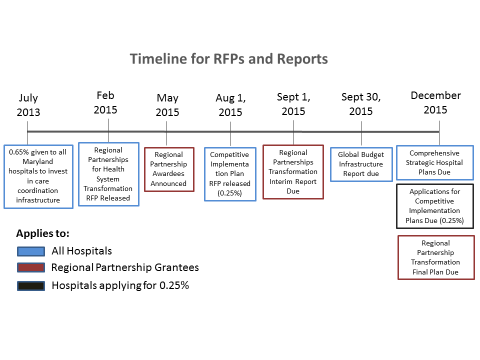 Timeline for RFPs and Reports
July
2013
Feb
2015
May
2015
Aug 1,
2015
Sept 1,
2015
Sept 30,
2015
December
2015
0.65% given to all
Maryland
hospitals to invest
in care
coordination
infrastructure
Regional
Partnerships
for Health
System
Transformation
RFP Released
Regional
Partnership
Awardees
Announced
Competitive
Implementa
tion Plan
RFP released
(0.25%)
Regional
Partnerships
Transformation
Interim Report
Due
Global Budget
Infrastructure
Report due
Comprehensive
Strategic Hospital
Plans Due
Applications for
Competitive
Implementation
Plans Due (0.25%)
Regional
Partnership
Transformation
Final Plan Due
Applies to:
All Hospitals
Regional Partnership Grantees
Hospitals applying for 0.25%